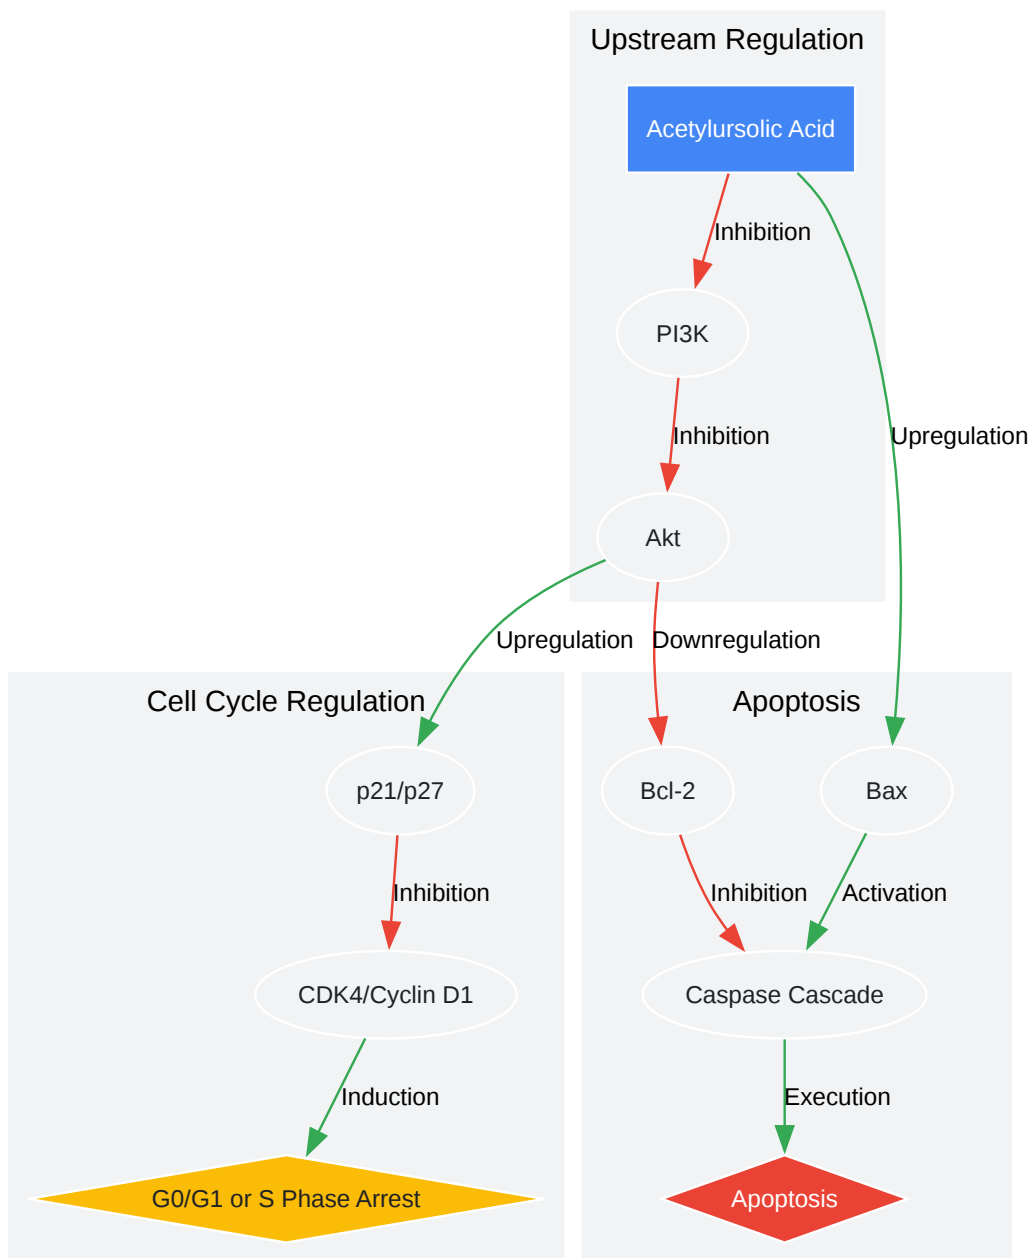 Upstream Regulation
Acetylursolic Acid
Inhibition
PI3K
Inhibition
Upregulation
Akt
Upregulation
Downregulation
Cell Cycle Regulation
Apoptosis
p21/p27
Bcl-2
Bax
Inhibition
Inhibition
Activation
CDK4/Cyclin D1
Caspase Cascade
Induction
Execution
G0/G1 or S Phase Arrest
Apoptosis